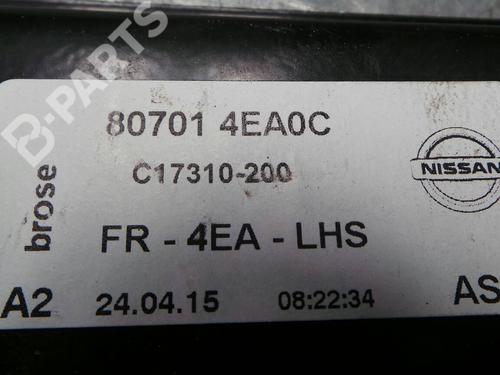 B-PARTS
80701 4EA0C
C17310-200
NISSAN
brose
FR - 4EA - LHS
A2 24.04.15 08:22:34 AS